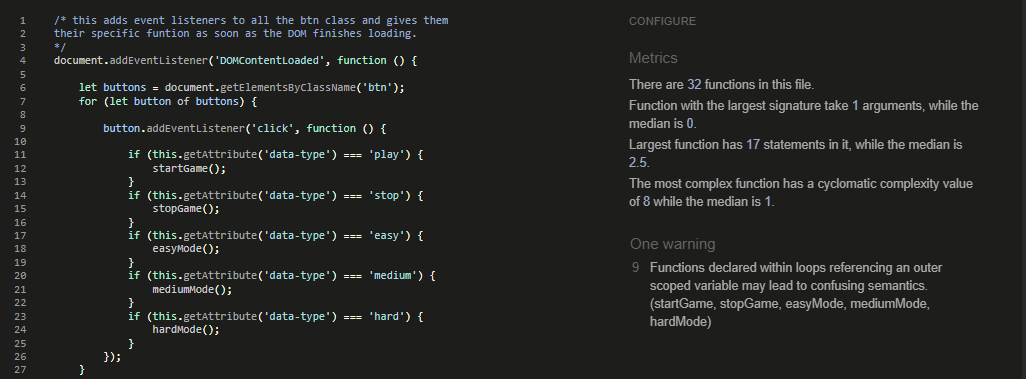 1 /* this adds event listeners to all the btn class and gives them
2 their specific funtion as soon as the DOM finishes loading.
3 */
4 document.addEventListener('DOMContentLoaded', function () {
5
6 let buttons = document.getElementsByClassName('btn');
7 for (let button of buttons) {
8
9 button.addEventListener('click', function () {
10
11 if (this.getAttribute('data-type') === 'play') {
12 startGame();
13 }
14 if (this.getAttribute('data-type') === 'stop') {
15 stopGame();
16 }
17 if (this.getAttribute('data-type') === 'easy') {
18 easyMode();
19 }
20 if (this.getAttribute('data-type') === 'medium') {
21 mediumMode();
22 }
23 if (this.getAttribute('data-type') === 'hard') {
24 hardMode();
25 }
26 });
27 }
CONFIGURE
Metrics
There are 32 functions in this file.
Function with the largest signature take 1 arguments, while the
median is 0.
Largest function has 17 statements in it, while the median is
2.5.
The most complex function has a cyclomatic complexity value
of 8 while the median is 1.
One warning
9 Functions declared within loops referencing an outer
scoped variable may lead to confusing semantics.
(startGame, stopGame, easyMode, mediumMode,
hardMode)